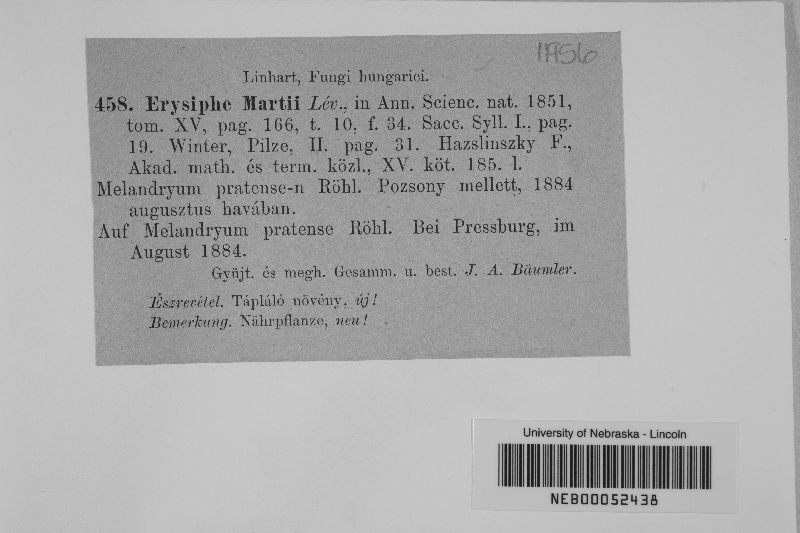 11956
Linhart, Fungi hungarici.
458. Erysiphe Martii Lév., in Ann. Scienc. nat. 1851,
tom. XV, pag. 166, t. 10, f. 34. Sacc. Syll. I., pag.
19. Winter, Pilze, II. pag. 31. Hazslinszky F.,
Akad. math. és term. közl., XV. köt. 185. l.
Melandryum pratense-n Röhl. Pozsony mellett, 1884
augusztus havában.
Auf Melandryum pratense Röhl. Bei Pressburg, im
August 1884.
Gyüjt. és megh. Gesamm. u. best. J. A. Bäumler.
Észrevétel. Tápláló növény, új!
Bemerkung. Nährpflanze, neu!
University of Nebraska - Lincoln
NEB00052438